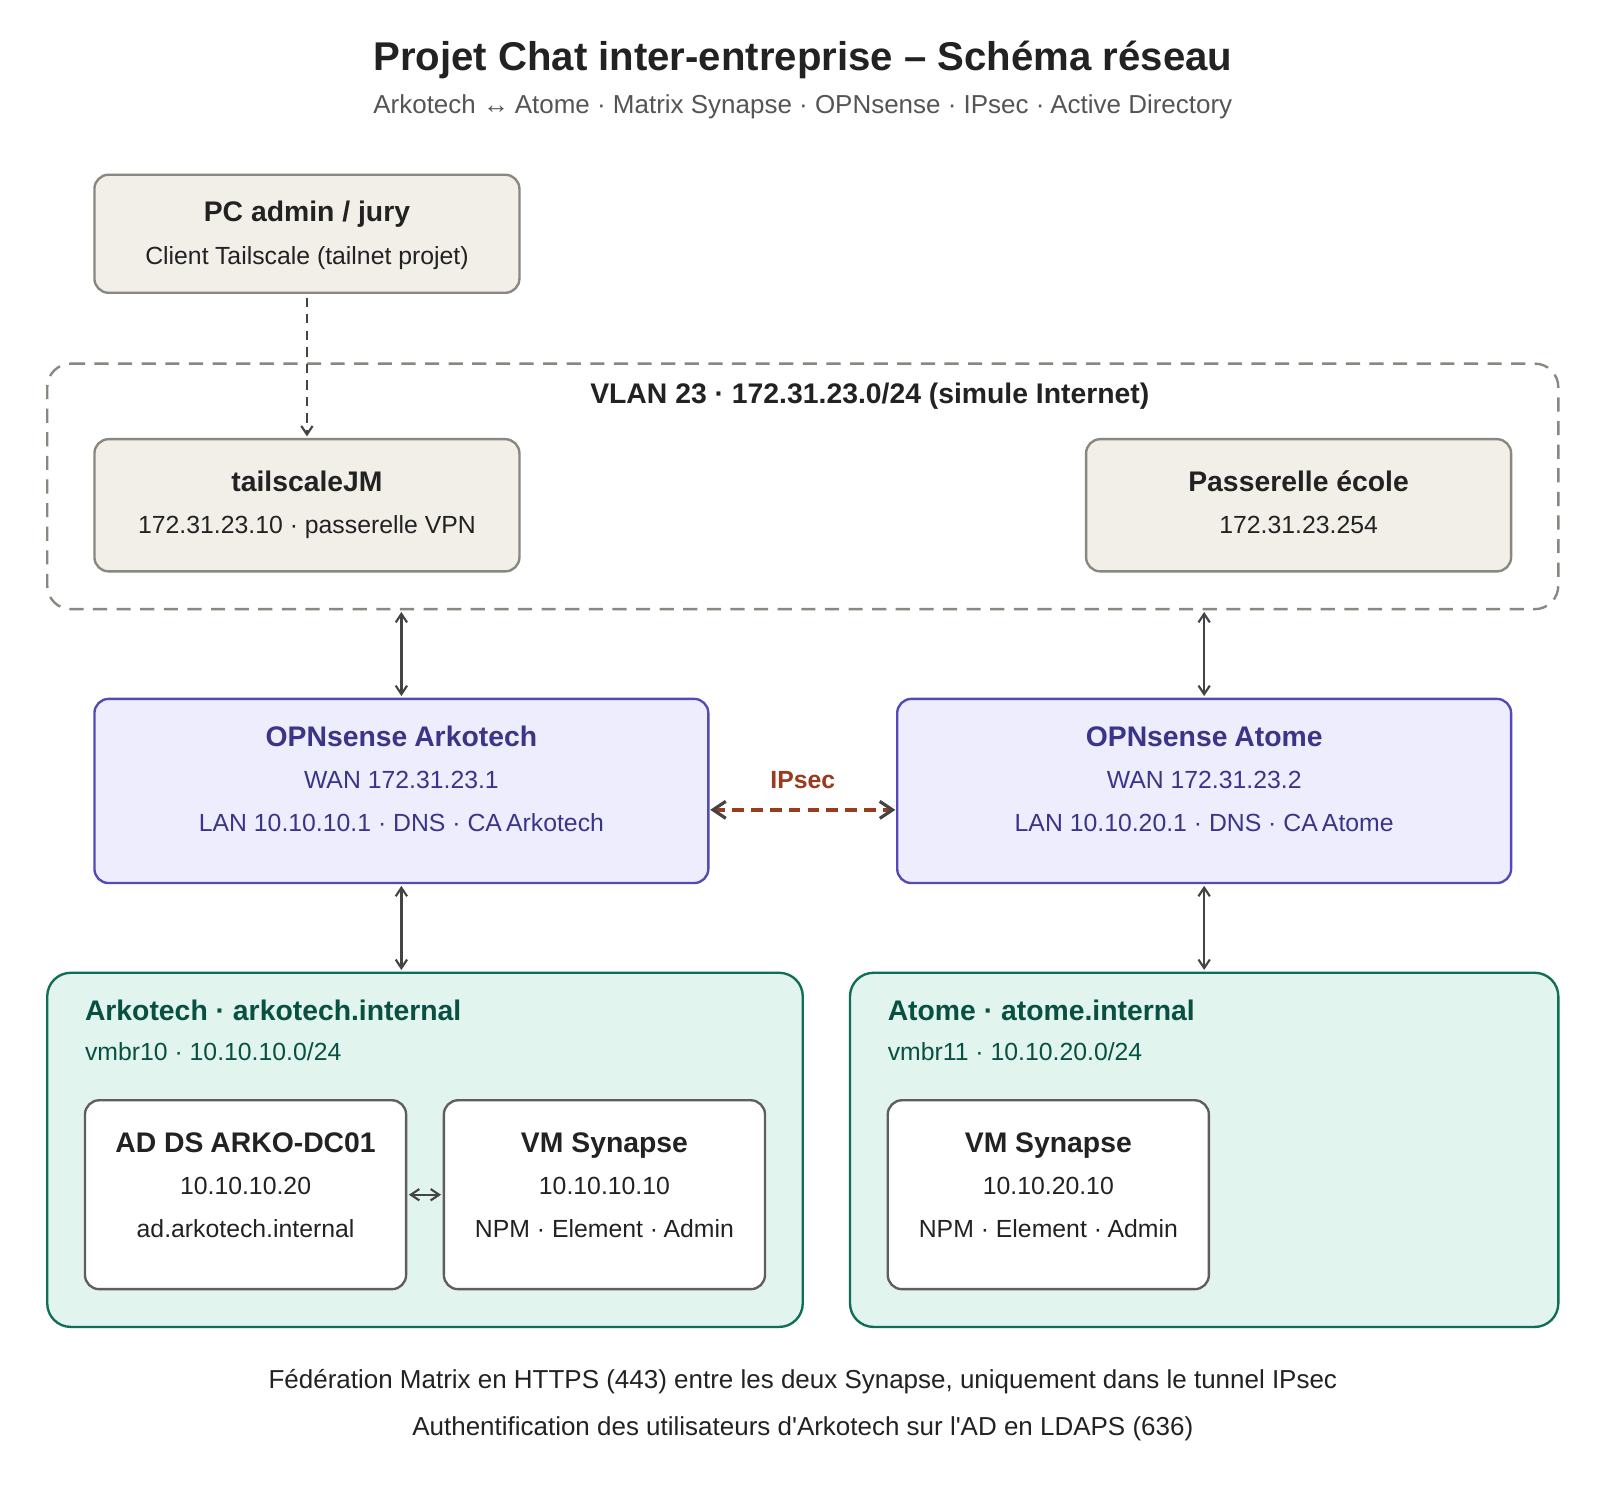 Projet Chat inter-entreprise – Schéma réseau
Arkotech ↔ Atome · Matrix Synapse · OPNsense · IPsec · Active Directory
PC admin / jury
Client Tailscale (tailnet projet)
VLAN 23 · 172.31.23.0/24 (simule Internet)
tailscaleJM
172.31.23.10 · passerelle VPN
Passerelle école
172.31.23.254
OPNsense Arkotech
WAN 172.31.23.1
LAN 10.10.10.1 · DNS · CA Arkotech
IPsec
OPNsense Atome
WAN 172.31.23.2
LAN 10.10.20.1 · DNS · CA Atome
Arkotech · arkotech.internal
vmbr10 · 10.10.10.0/24
AD DS ARKO-DC01
10.10.10.20
ad.arkotech.internal
VM Synapse
10.10.10.10
NPM · Element · Admin
Atome · atome.internal
vmbr11 · 10.10.20.0/24
VM Synapse
10.10.20.10
NPM · Element · Admin
Fédération Matrix en HTTPS (443) entre les deux Synapse, uniquement dans le tunnel IPsec
Authentification des utilisateurs d'Arkotech sur l'AD en LDAPS (636)